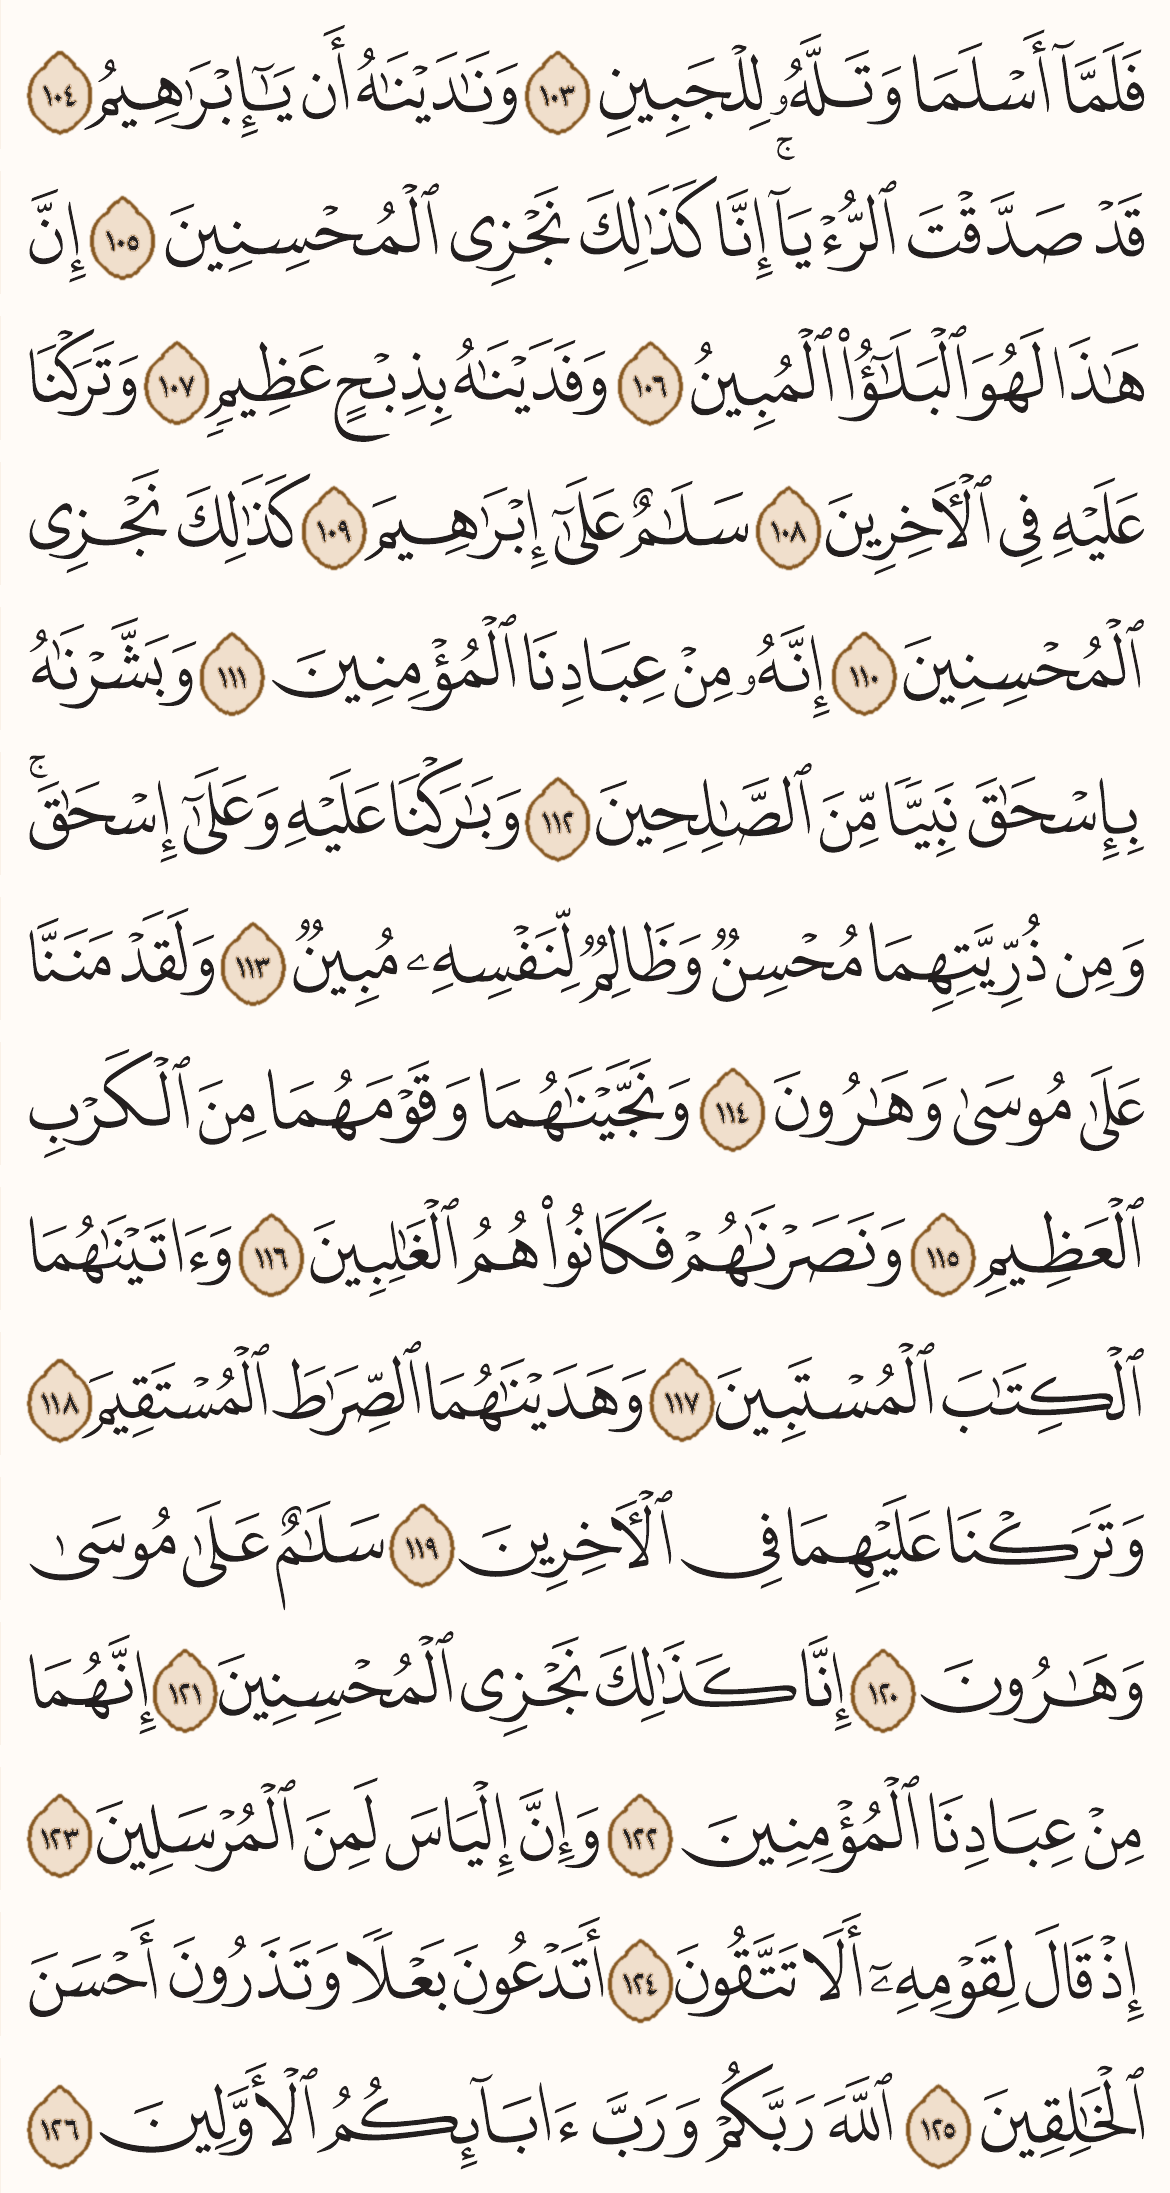 فَلَمَّآ أَسْلَمَا وَتَلَّهُۥ لِلْجَبِينِ ١٠٣ وَنَٰدَيْنَٰهُ أَن يَٰٓإِبْرَٰهِيمُ ١٠٤
قَدْ صَدَّقْتَ ٱلرُّءْيَآ ۚ إِنَّا كَذَٰلِكَ نَجْزِى ٱلْمُحْسِنِينَ ١٠٥ إِنَّ
هَٰذَا لَهُوَ ٱلْبَلَٰٓؤُا۟ ٱلْمُبِينُ ١٠٦ وَفَدَيْنَٰهُ بِذِبْحٍ عَظِيمٍ ١٠٧ وَتَرَكْنَا
عَلَيْهِ فِى ٱلْأَخِرِينَ ١٠٨ سَلَٰمٌ عَلَىٰٓ إِبْرَٰهِيمَ ١٠٩ كَذَٰلِكَ نَجْزِى
ٱلْمُحْسِنِينَ ١١٠ إِنَّهُۥ مِنْ عِبَادِنَا ٱلْمُؤْمِنِينَ ١١١ وَبَشَّرْنَٰهُ
بِإِسْحَٰقَ نَبِيًّا مِّنَ ٱلصَّٰلِحِينَ ١١٢ وَبَٰرَكْنَا عَلَيْهِ وَعَلَىٰٓ إِسْحَٰقَ ۚ
وَمِن ذُرِّيَّتِهِمَا مُحْسِنٌ وَظَالِمٌ لِّنَفْسِهِۦ مُبِينٌ ١١٣ وَلَقَدْ مَنَنَّا
عَلَىٰ مُوسَىٰ وَهَٰرُونَ ١١٤ وَنَجَّيْنَٰهُمَا وَقَوْمَهُمَا مِنَ ٱلْكَرْبِ
ٱلْعَظِيمِ ١١٥ وَنَصَرْنَٰهُمْ فَكَانُوا۟ هُمُ ٱلْغَٰلِبِينَ ١١٦ وَءَاتَيْنَٰهُمَا
ٱلْكِتَٰبَ ٱلْمُسْتَبِينَ ١١٧ وَهَدَيْنَٰهُمَا ٱلصِّرَٰطَ ٱلْمُسْتَقِيمَ ١١٨
وَتَرَكْنَا عَلَيْهِمَا فِى ٱلْأَخِرِينَ ١١٩ سَلَٰمٌ عَلَىٰ مُوسَىٰ
وَهَٰرُونَ ١٢٠ إِنَّا كَذَٰلِكَ نَجْزِى ٱلْمُحْسِنِينَ ١٢١ إِنَّهُمَا
مِنْ عِبَادِنَا ٱلْمُؤْمِنِينَ ١٢٢ وَإِنَّ إِلْيَاسَ لَمِنَ ٱلْمُرْسَلِينَ ١٢٣
إِذْ قَالَ لِقَوْمِهِۦٓ أَلَا تَتَّقُونَ ١٢٤ أَتَدْعُونَ بَعْلًا وَتَذَرُونَ أَحْسَنَ
ٱلْخَٰلِقِينَ ١٢٥ ٱللَّهَ رَبَّكُمْ وَرَبَّ ءَابَآئِكُمُ ٱلْأَوَّلِينَ ١٢٦